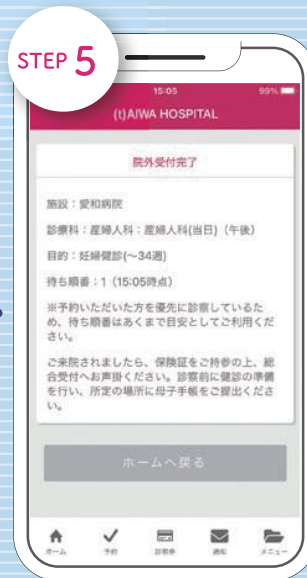 STEP 5
15:05
99%
(t)AIWA HOSPITAL
院外受付完了
施設：愛和病院
診療科：産婦人科：産婦人科(当日)（午後）
目的：妊婦健診(～34週)
待ち順番：1（15:05時点）
※予約いただいた方を優先に診察しているた
め、待ち順番はあくまで目安としてご利用くだ
さい。
ご来院されましたら、保険証をご持参の上、総
合受付へお声掛ください。診察前に健診の準備
を行い、所定の場所に母子手帳をご提出くださ
い。
ホームへ戻る
ホーム
予約
診察券
通知
メニュー